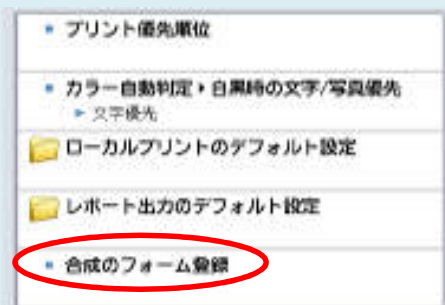 プリント優先順位
カラー自動判定・白黒時の文字/写真優先
文字優先
ローカルプリントのデフォルト設定
レポート出力のデフォルト設定
合成のフォーム登録